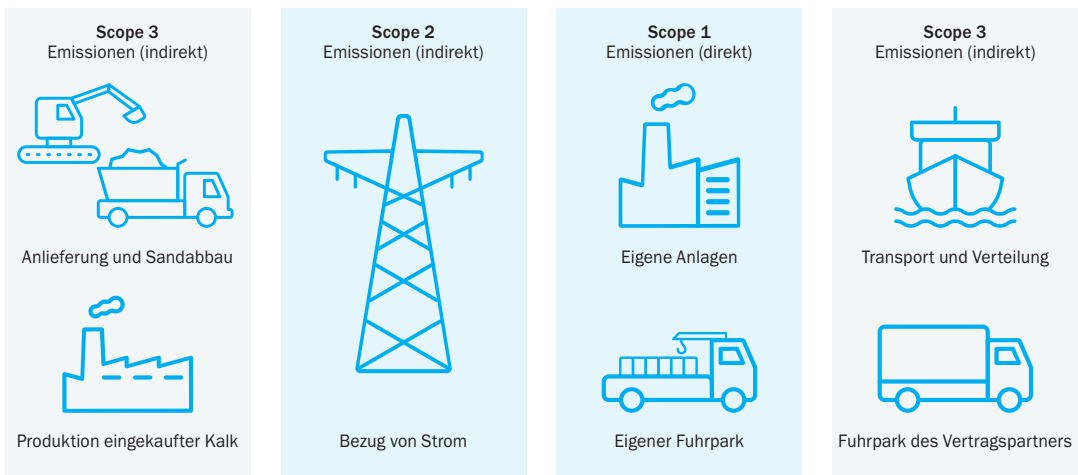 Scope 3
Emissionen (indirekt)
Anlieferung und Sandabbau
Produktion eingekaufter Kalk
Scope 2
Emissionen (indirekt)
Bezug von Strom
Scope 1
Emissionen (direkt)
Eigene Anlagen
Eigener Fuhrpark
Scope 3
Emissionen (indirekt)
Transport und Verteilung
Fuhrpark des Vertragspartners